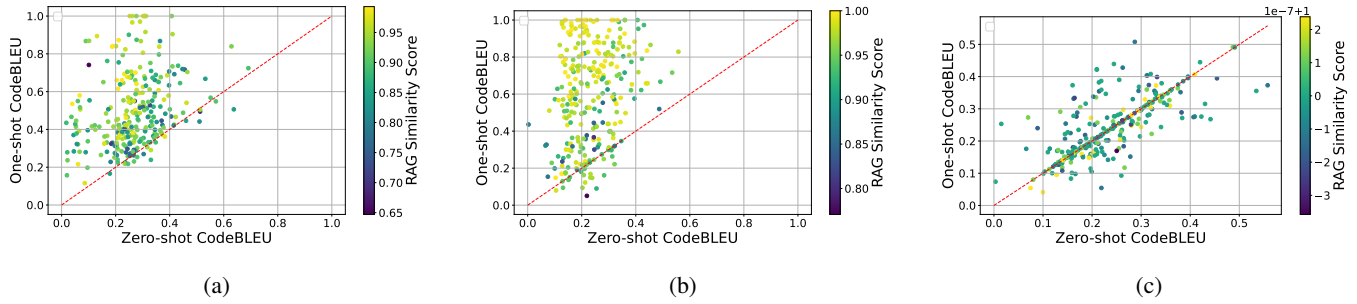 1.0
0.8
0.6
0.4
0.2
0.0
One-shot CodeBLEU
0.0 0.2 0.4 0.6 0.8 1.0
Zero-shot CodeBLEU
0.95
0.90
0.85
0.80
0.75
0.70
0.65
RAG Similarity Score
(a)
1.0
0.8
0.6
0.4
0.2
0.0
One-shot CodeBLEU
0.0 0.2 0.4 0.6 0.8 1.0
Zero-shot CodeBLEU
1.00
0.95
0.90
0.85
0.80
RAG Similarity Score
(b)
0.5
0.4
0.3
0.2
0.1
0.0
One-shot CodeBLEU
0.0 0.1 0.2 0.3 0.4 0.5
Zero-shot CodeBLEU
1e−7+1
2
1
0
−1
−2
−3
RAG Similarity Score
(c)